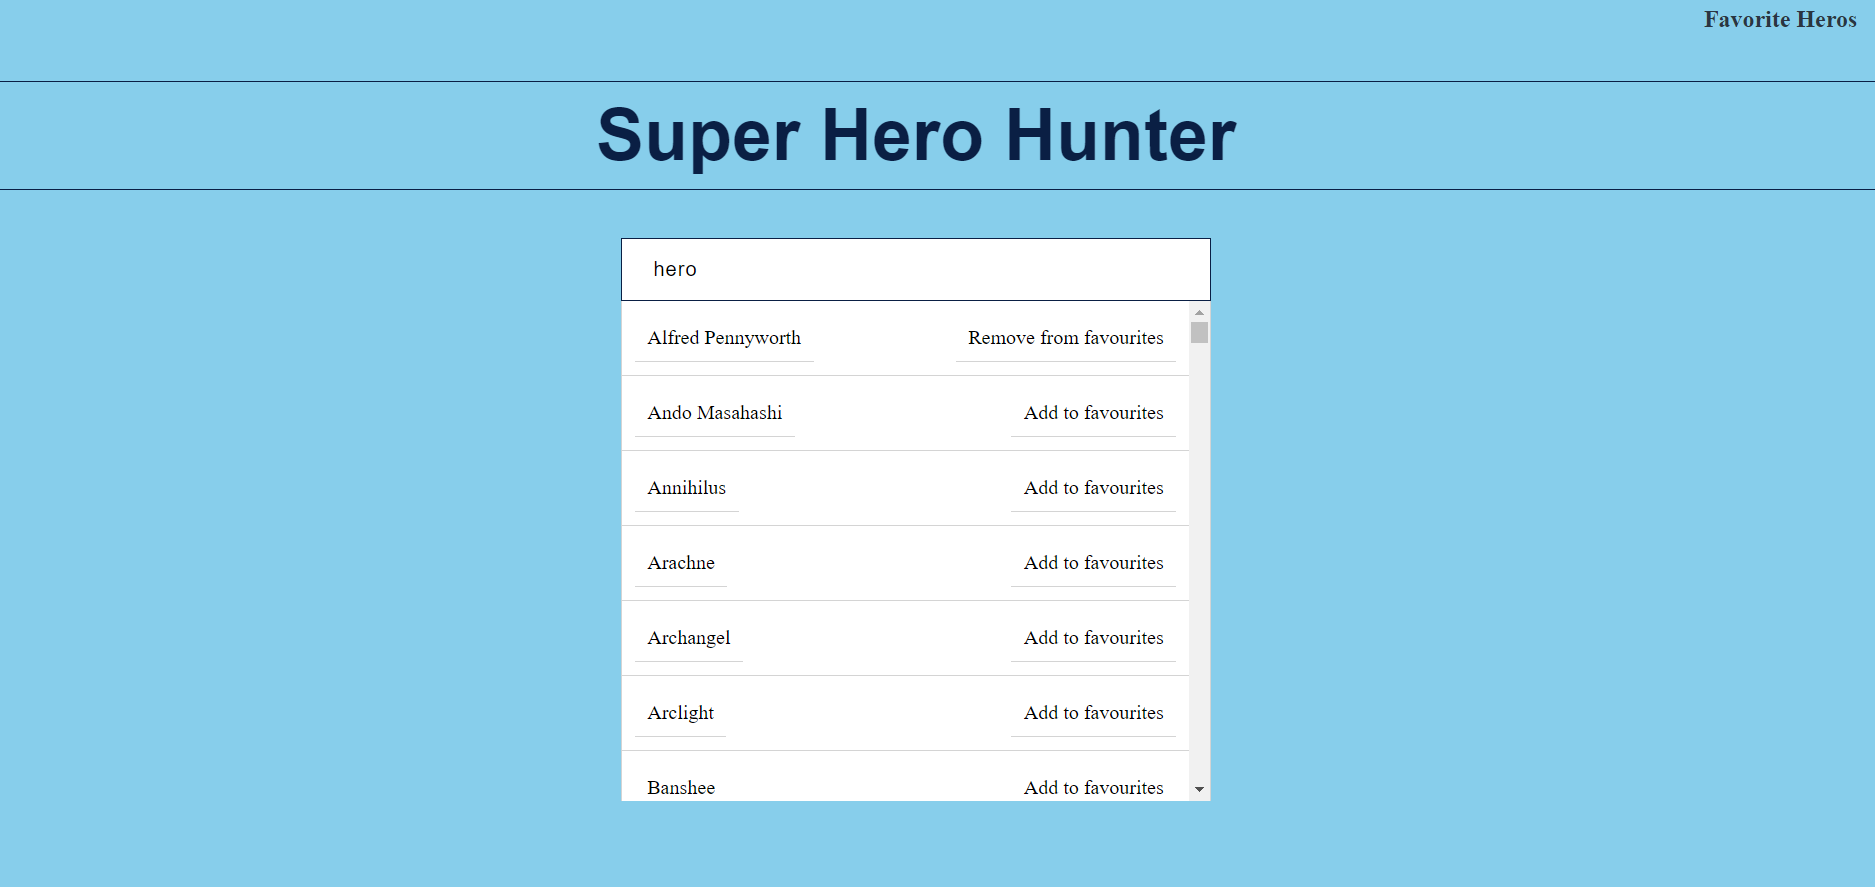 Favorite Heros
Super Hero Hunter
hero
Alfred Pennyworth Remove from favourites
Ando Masahashi Add to favourites
Annihilus Add to favourites
Arachne Add to favourites
Archangel Add to favourites
Arclight Add to favourites
Banshee Add to favourites